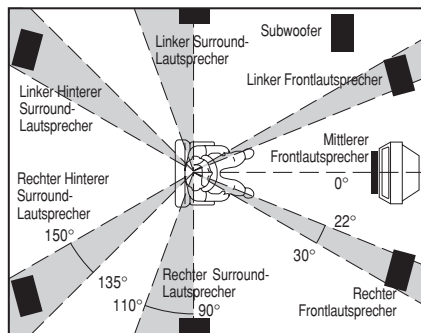 Linker Surround-
Lautsprecher
Subwoofer
Linker Hinterer
Surround-
Lautsprecher
Linker Frontlautsprecher
Mittlerer
Frontlautsprecher
0°
Rechter Hinterer
Surround-
Lautsprecher
150°
135°
110°
90°
Rechter Surround-
Lautsprecher
22°
30°
Rechter
Frontlautsprecher